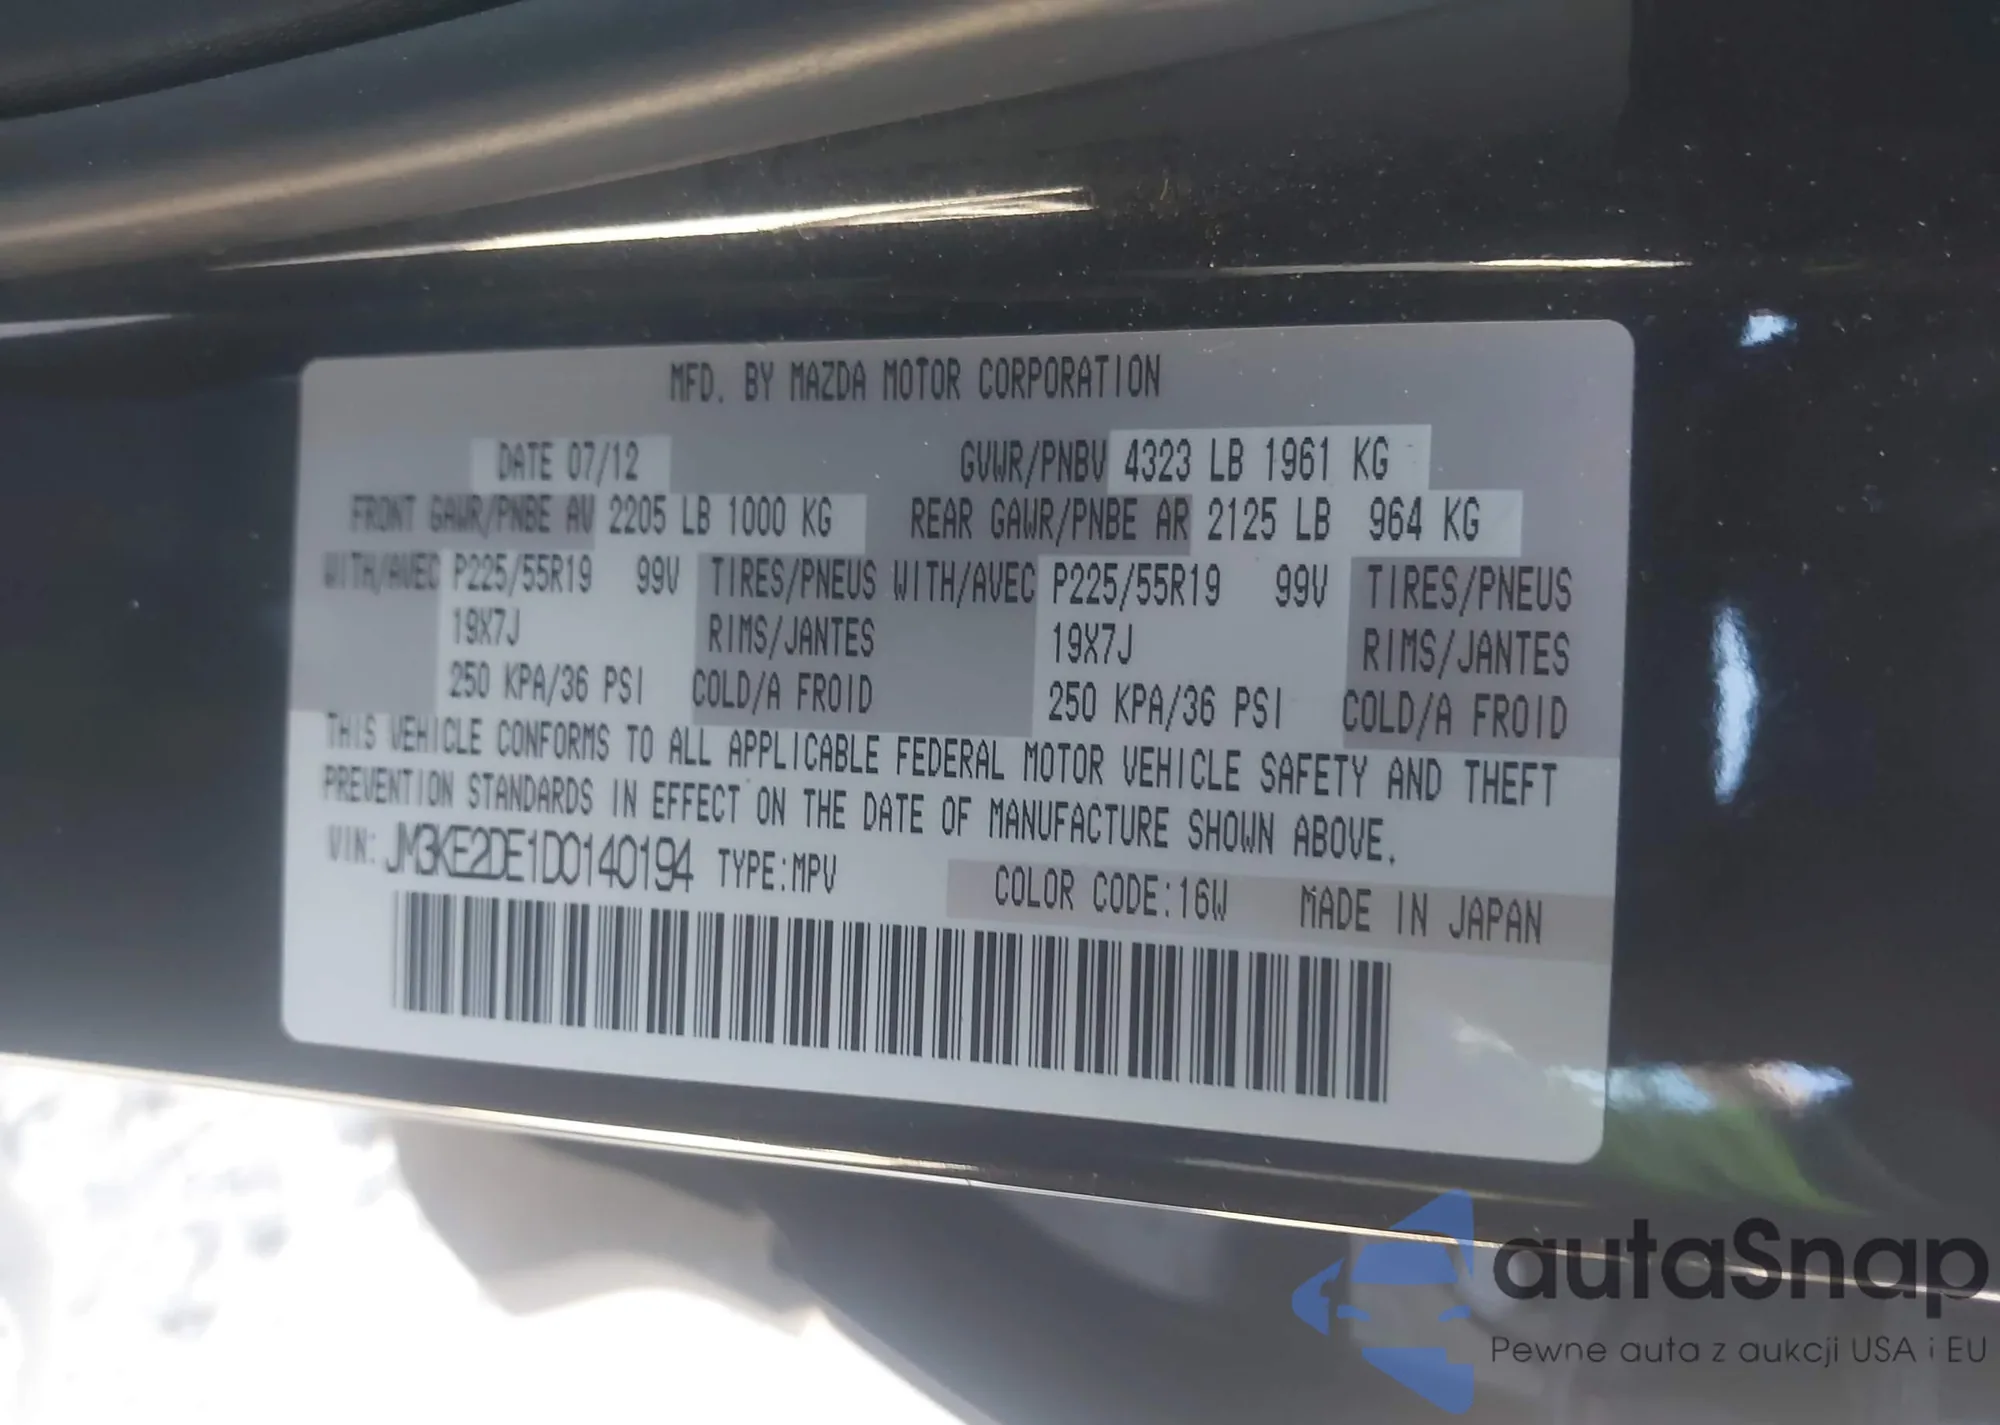 MFD. BY MAZDA MOTOR CORPORATION
DATE 07/12 GVWR/PNBV 4323 LB 1961 KG
FRONT GAWR/PNBE AV 2205 LB 1000 KG REAR GAWR/PNBE AR 2125 LB 964 KG
WITH/AVEC P225/55R19 99V TIRES/PNEUS WITH/AVEC P225/55R19 99V TIRES/PNEUS
19X7J RIMS/JANTES 19X7J RIMS/JANTES
250 KPA/36 PSI COLD/A FROID 250 KPA/36 PSI COLD/A FROID
THIS VEHICLE CONFORMS TO ALL APPLICABLE FEDERAL MOTOR VEHICLE SAFETY AND THEFT
PREVENTION STANDARDS IN EFFECT ON THE DATE OF MANUFACTURE SHOWN ABOVE.
VIN: JM3KE2DE1D0140194 TYPE:MPV COLOR CODE:16W MADE IN JAPAN
autaSnap
Pewne auta z aukcji USA i EU